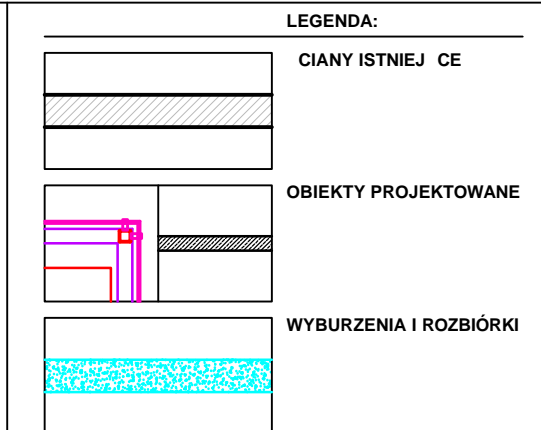 LEGENDA:
CIANY ISTNIEJ CE
OBIEKTY PROJEKTOWANE
WYBURZENIA I ROZBIÓRKI